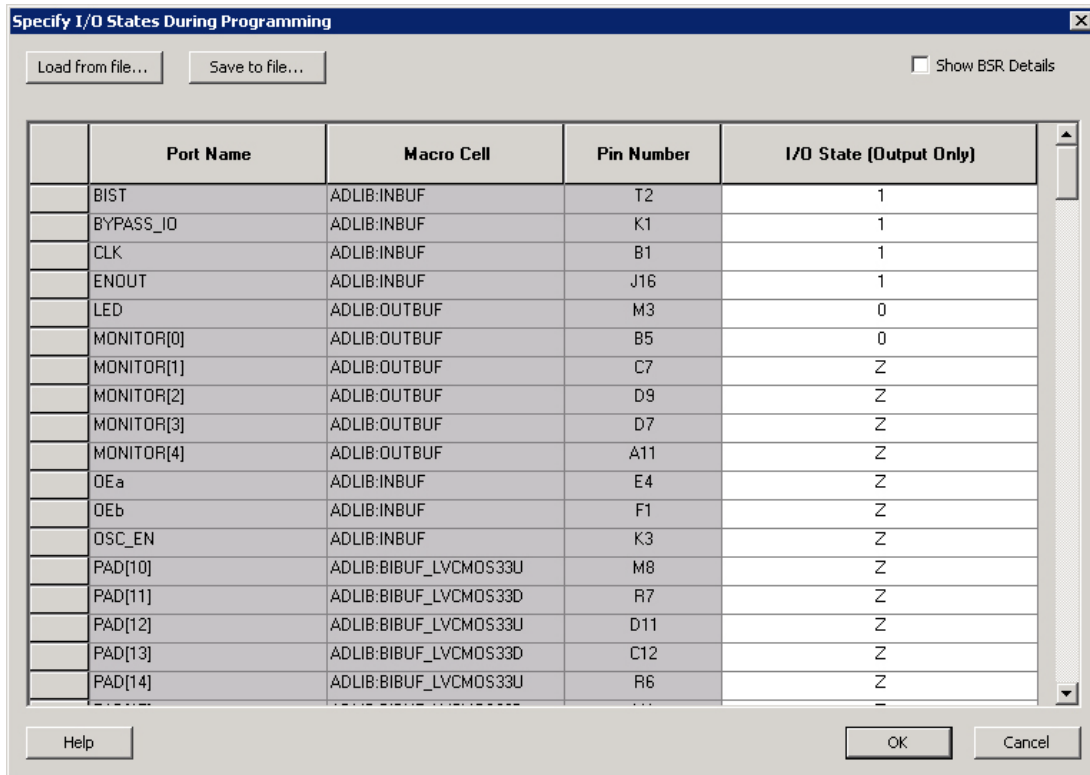 Specify I/O States During Programming
Load from file... Save to file... Show BSR Details
Port Name Macro Cell Pin Number I/O State (Output Only)
BIST ADLIB:INBUF T2 1
BYPASS_IO ADLIB:INBUF K1 1
CLK ADLIB:INBUF B1 1
ENOUT ADLIB:INBUF J16 1
LED ADLIB:OUTBUF M3 0
MONITOR[0] ADLIB:OUTBUF B5 0
MONITOR[1] ADLIB:OUTBUF C7 Z
MONITOR[2] ADLIB:OUTBUF D9 Z
MONITOR[3] ADLIB:OUTBUF D7 Z
MONITOR[4] ADLIB:OUTBUF A11 Z
OEa ADLIB:INBUF E4 Z
OEb ADLIB:INBUF F1 Z
OSC_EN ADLIB:INBUF K3 Z
PAD[10] ADLIB:BIBUF_LVCMOS33U M8 Z
PAD[11] ADLIB:BIBUF_LVCMOS33D R7 Z
PAD[12] ADLIB:BIBUF_LVCMOS33U D11 Z
PAD[13] ADLIB:BIBUF_LVCMOS33D C12 Z
PAD[14] ADLIB:BIBUF_LVCMOS33U R6 Z
Help OK Cancel